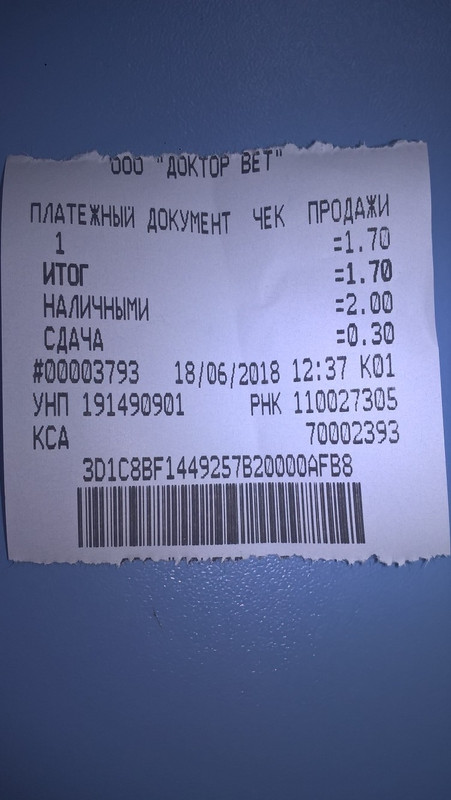 ООО "ДОКТОР ВЕТ"
ПЛАТЕЖНЫЙ ДОКУМЕНТ ЧЕК ПРОДАЖИ
1 =1.70
ИТОГ =1.70
НАЛИЧНЫМИ =2.00
СДАЧА =0.30
#00003793 18/06/2018 12:37 К01
УНП 191490901 РНК 110027305
КСА 70002393
3D1C8BF1449257B20000AFB8